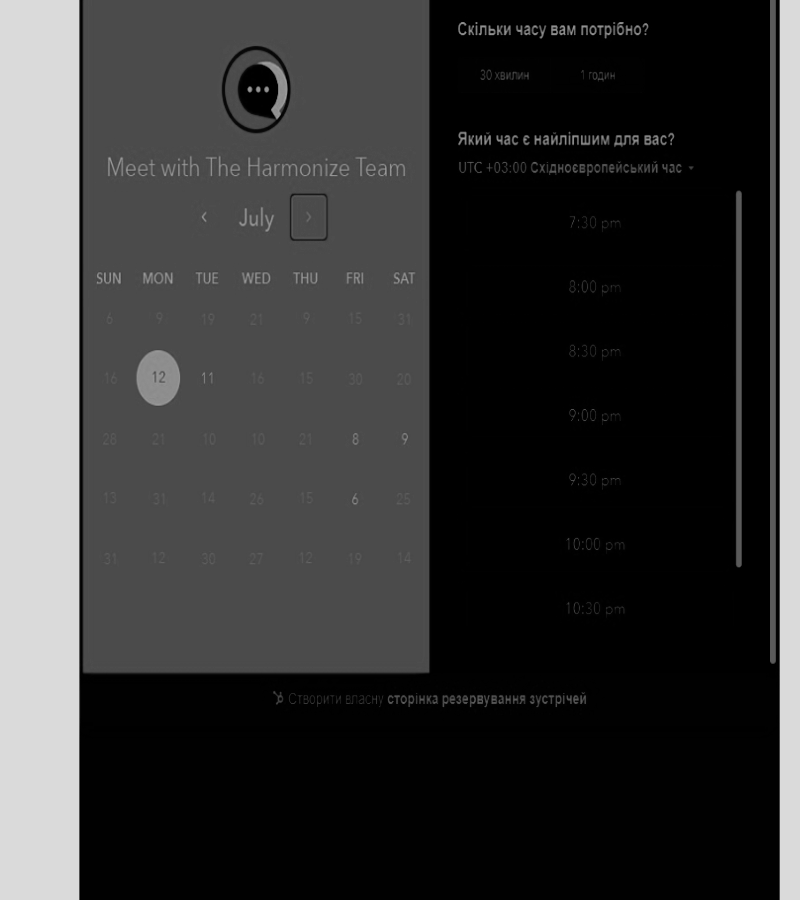 Meet with The Harmonize Team
‹ July ›
SUN MON TUE WED THU FRI SAT
6 9 19 21 9 15 31
16 12 11 16 15 30 20
28 21 10 10 21 8 9
13 31 14 26 15 6 25
31 12 30 27 12 19 14
Скільки часу вам потрібно?
30 хвилин 1 годин
Який час є найліпшим для вас?
UTC +03:00 Східноєвропейський час
7:30 pm
8:00 pm
8:30 pm
9:00 pm
9:30 pm
10:00 pm
10:30 pm
Створити власну сторінка резервування зустрічей